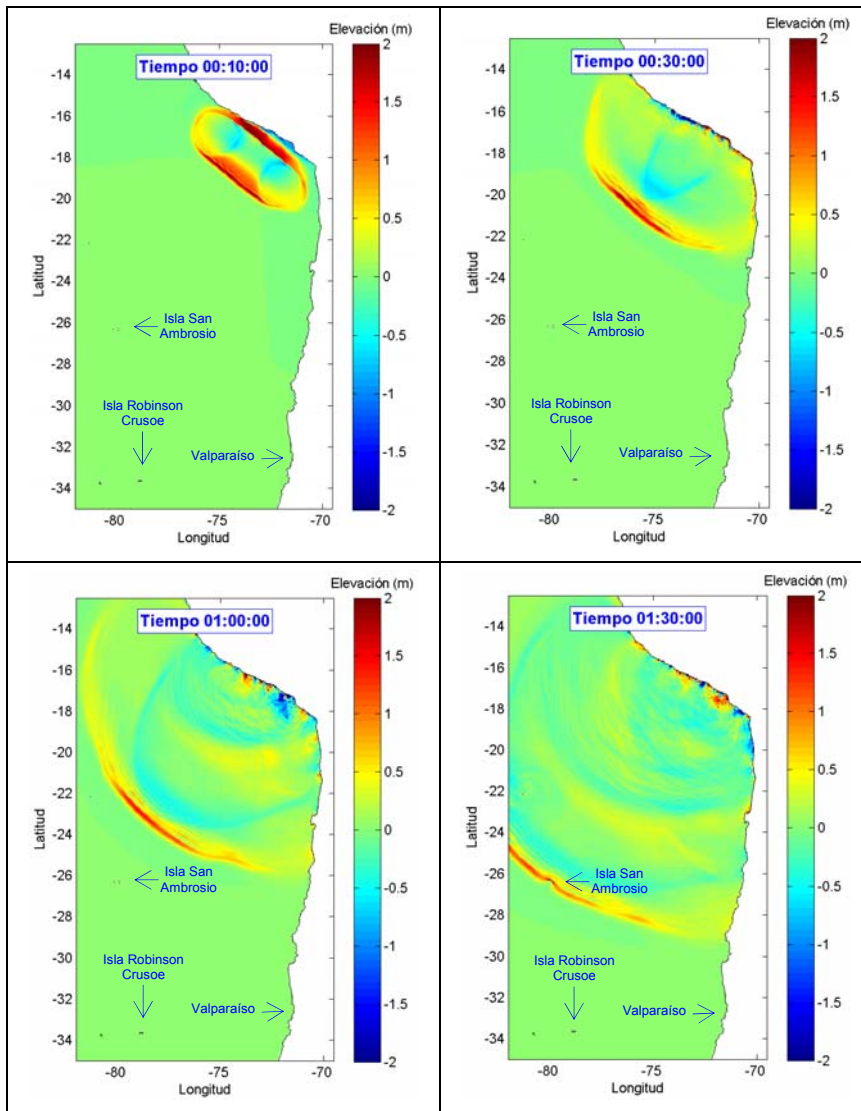 Elevación (m)
Tiempo 00:10:00
-14
-16
-18
-20
-22
-24
-26
-28
-30
-32
-34
Latitud
Isla San
Ambrosio
Isla Robinson
Crusoe
Valparaíso
-80
-75
-70
Longitud
2
1.5
1
0.5
0
-0.5
-1
-1.5
-2
Elevación (m)
Tiempo 00:30:00
-14
-16
-18
-20
-22
-24
-26
-28
-30
-32
-34
Latitud
Isla San
Ambrosio
Isla Robinson
Crusoe
Valparaíso
-80
-75
-70
Longitud
2
1.5
1
0.5
0
-0.5
-1
-1.5
-2
Elevación (m)
Tiempo 01:00:00
-14
-16
-18
-20
-22
-24
-26
-28
-30
-32
-34
Latitud
Isla San
Ambrosio
Isla Robinson
Crusoe
Valparaíso
-80
-75
-70
Longitud
2
1.5
1
0.5
0
-0.5
-1
-1.5
-2
Elevación (m)
Tiempo 01:30:00
-14
-16
-18
-20
-22
-24
-26
-28
-30
-32
-34
Latitud
Isla San
Ambrosio
Isla Robinson
Crusoe
Valparaíso
-80
-75
-70
Longitud
2
1.5
1
0.5
0
-0.5
-1
-1.5
-2